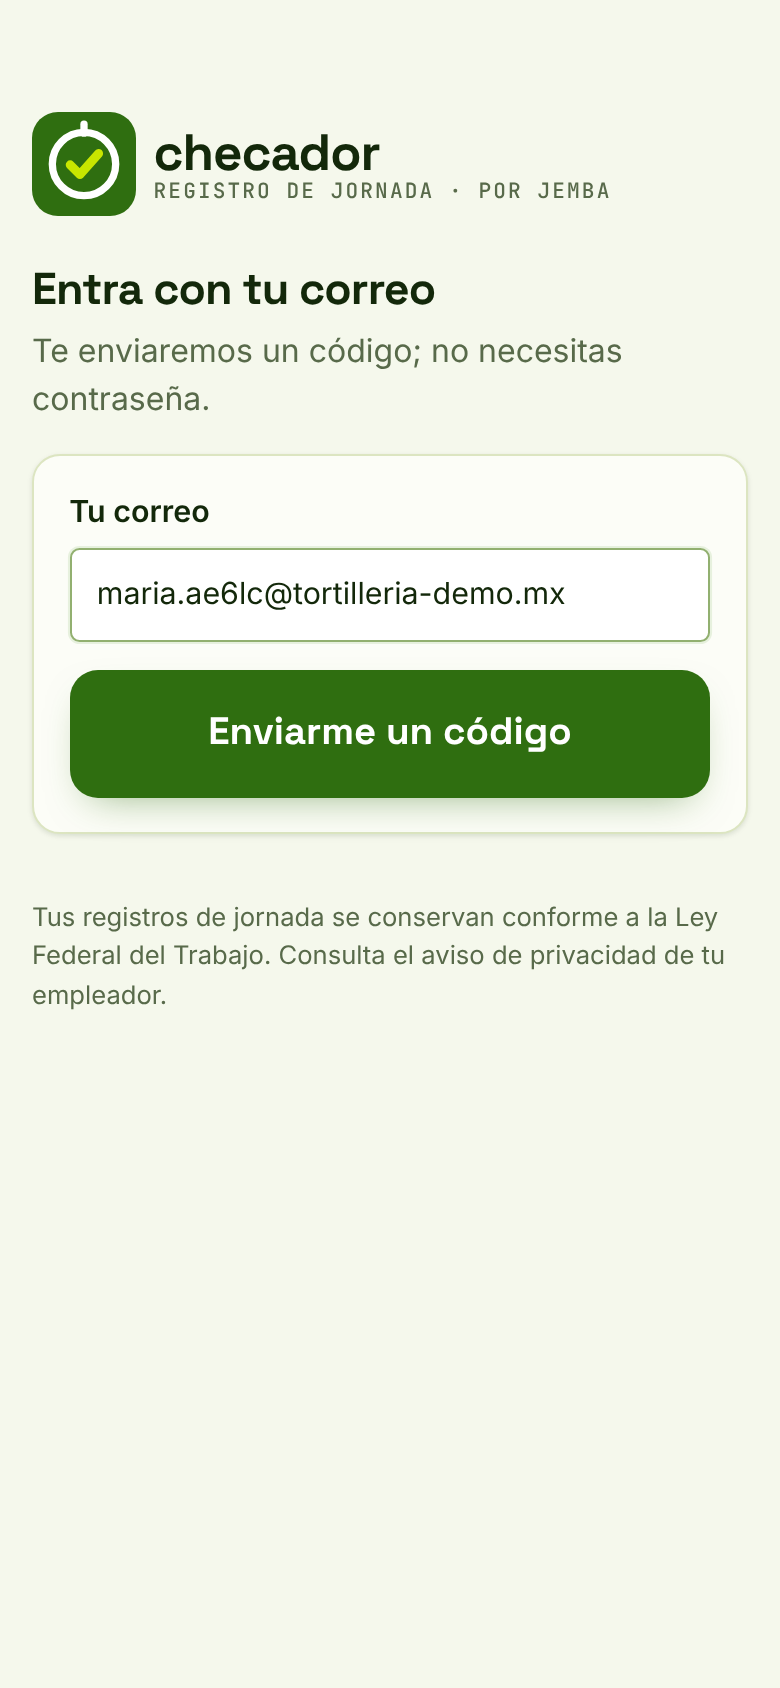 checador
REGISTRO DE JORNADA · POR JEMBA
Entra con tu correo
Te enviaremos un código; no necesitas
contraseña.
Tu correo
maria.ae6lc@tortilleria-demo.mx
Enviarme un código
Tus registros de jornada se conservan conforme a la Ley
Federal del Trabajo. Consulta el aviso de privacidad de tu
empleador.